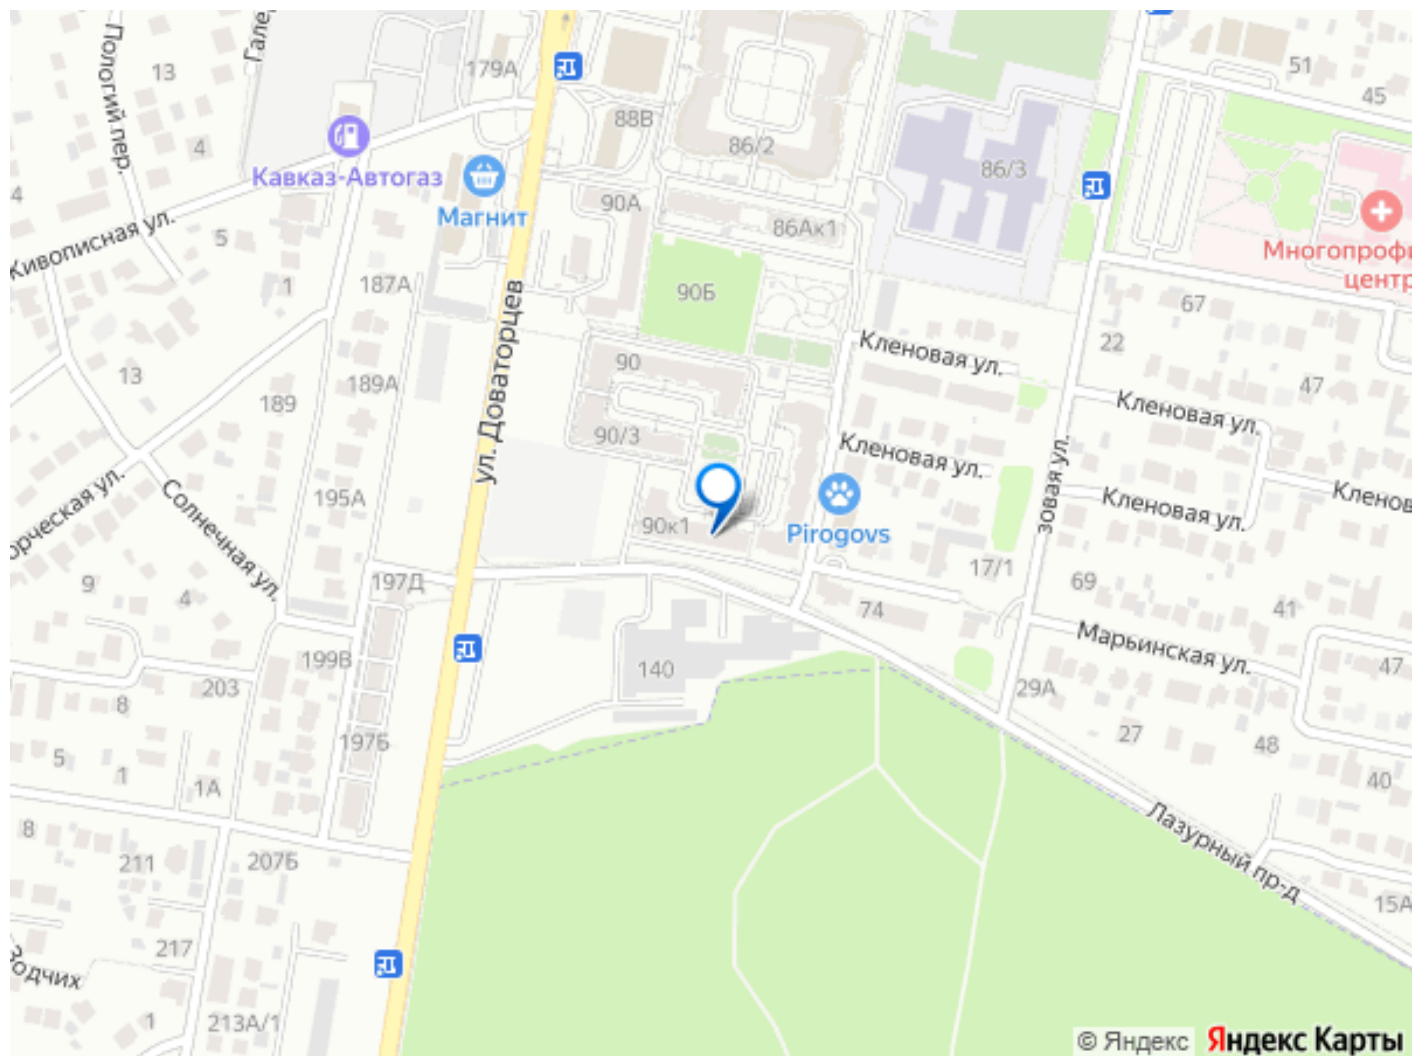 Пологий пер.
Гале
13
179А
51
45
88В
4
86/2
86/3
Кавказ-Автогаз
Магнит
4
90А
86Ак1
Многопрофи
центр
Живописная ул.
5
1
187А
90Б
67
ул. Доваторцев
Кленовая ул.
22
13
189
189А
90
47
Кленовая ул.
90/3
Кленовая ул.
зовая ул.
орческая ул.
Солнечная ул.
195А
90к1
Pirogovs
Кленовая ул.
Кленов
17/1
9
4
197Д
69
41
74
Марьинская ул.
199В
203
140
47
29А
8
197Б
27
48
5
1
1А
40
Лазурный пр-д
8
211
207Б
15А
217
Зодчих
1
213А/1
© Яндекс
Яндекс Карты